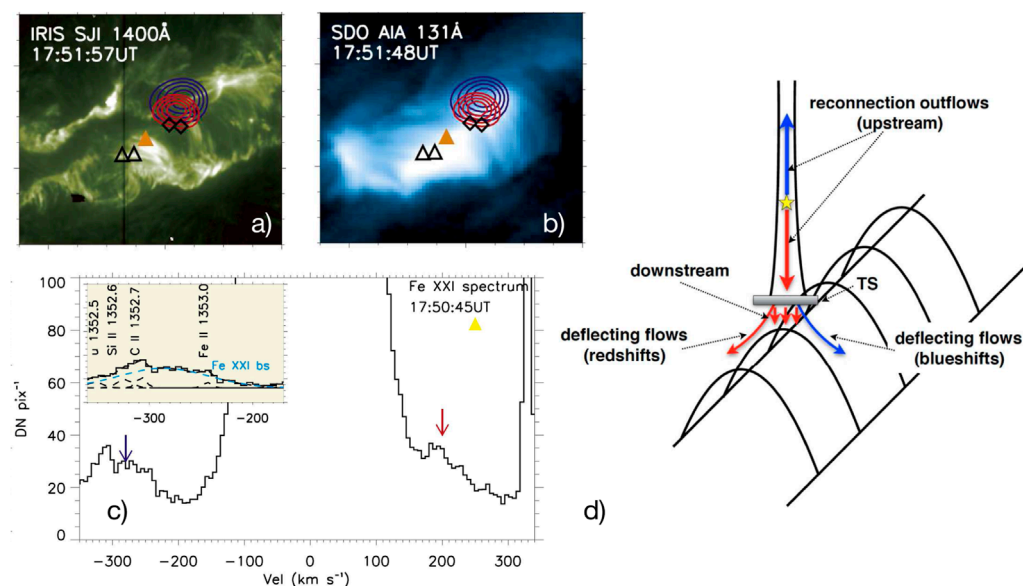 IRIS SJI 1400Å
17:51:57UT
a)
SDO AIA 131Å
17:51:48UT
b)
100
80
60
40
20
0
DN pix⁻¹
u 1352.5
Si II 1352.6
C II 1352.7
Fe II 1353.0
Fe XXI bs
-300
-200
Fe XXI spectrum
17:50:45UT
c)
-300
-200
-100
0
100
200
300
Vel (km s⁻¹)
reconnection outflows
(upstream)
downstream
TS
deflecting flows
(redshifts)
deflecting flows
(blueshifts)
d)